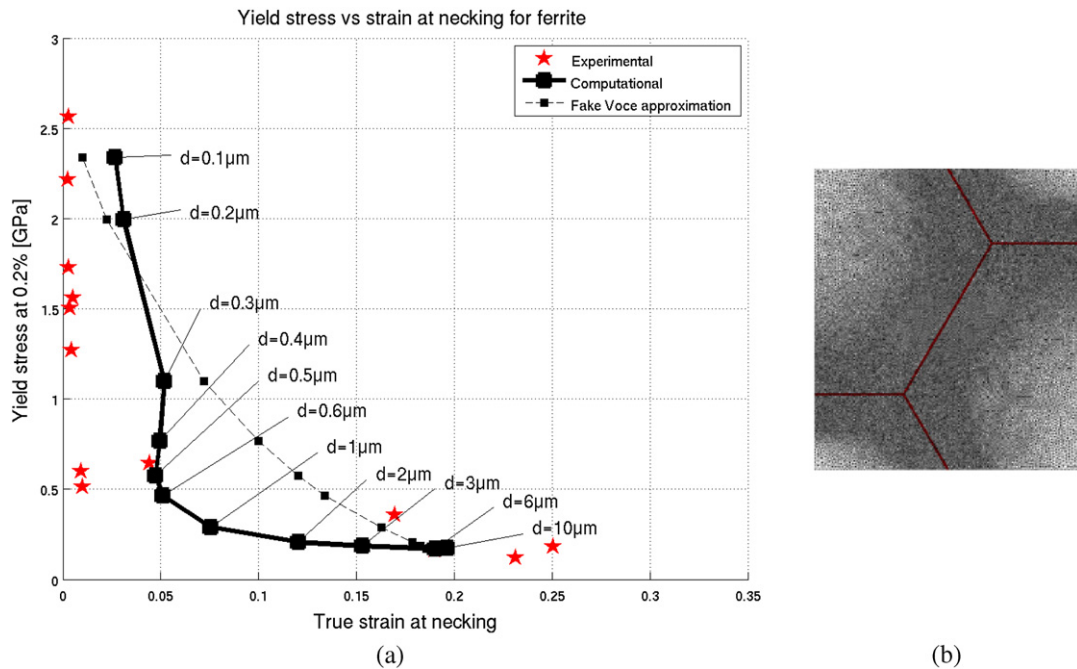 Yield stress vs strain at necking for ferrite
3
2.5
2
1.5
1
0.5
0
Yield stress at 0.2% [GPa]
Experimental
Computational
Fake Voce approximation
d=0.1µm
d=0.2µm
d=0.3µm
d=0.4µm
d=0.5µm
d=0.6µm
d=1µm
d=2µm
d=3µm
d=6µm
d=10µm
0 0.05 0.1 0.15 0.2 0.25 0.3 0.35
True strain at necking
(a)
(b)